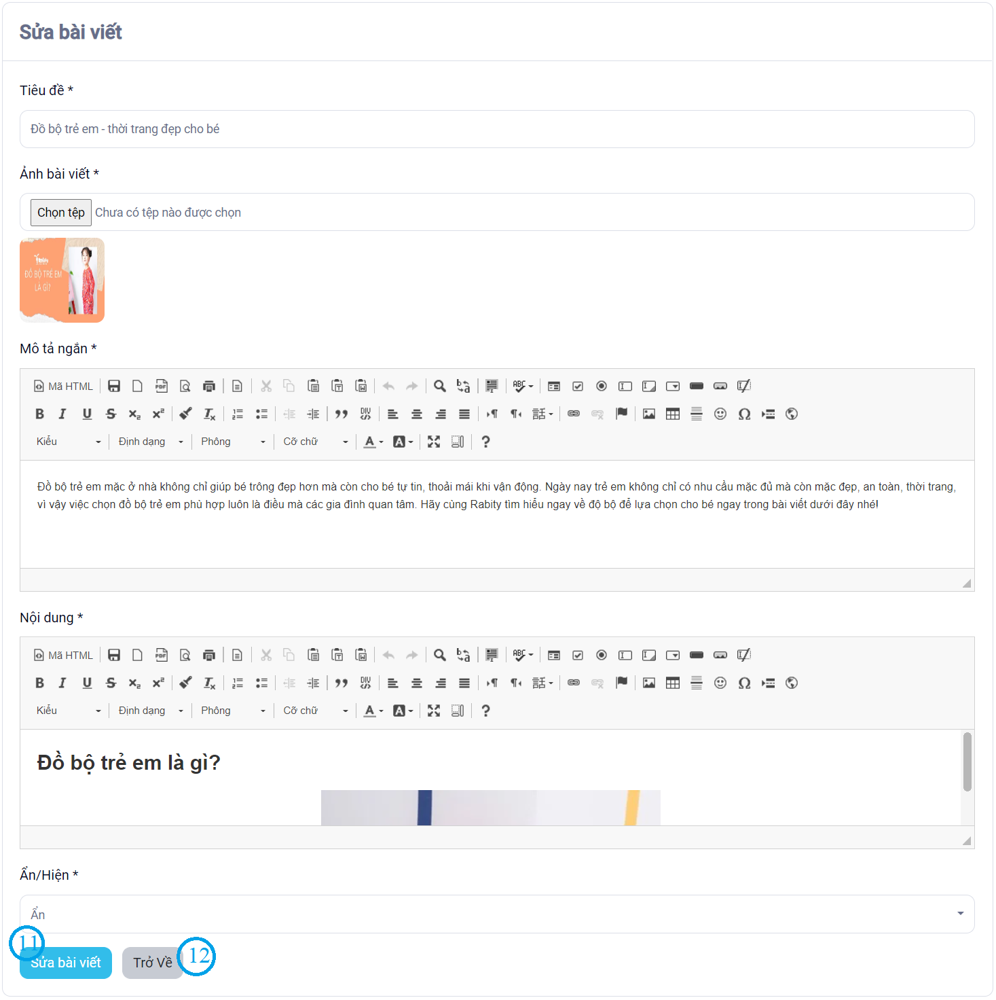 Sửa bài viết
Tiêu đề *
Đồ bộ trẻ em - thời trang đẹp cho bé
Ảnh bài viết *
Chọn tệp Chưa có tệp nào được chọn
ĐỒ BỘ TRẺ EM
LÀ GÌ?
Mô tả ngắn *
Mã HTML
Kiểu Định dạng Phông Cỡ chữ
Đồ bộ trẻ em mặc ở nhà không chỉ giúp bé trông đẹp hơn mà còn cho bé tự tin, thoải mái khi vận động. Ngày nay trẻ em không chỉ có nhu cầu mặc đủ mà còn mặc đẹp, an toàn, thời trang,
vì vậy việc chọn đồ bộ trẻ em phù hợp luôn là điều mà các gia đình quan tâm. Hãy cùng Rabity tìm hiểu ngay về độ bộ để lựa chọn cho bé ngay trong bài viết dưới đây nhé!
Nội dung *
Mã HTML
Kiểu Định dạng Phông Cỡ chữ
Đồ bộ trẻ em là gì?
Ẩn/Hiện *
Ẩn
11
Sửa bài viết Trở Về 12